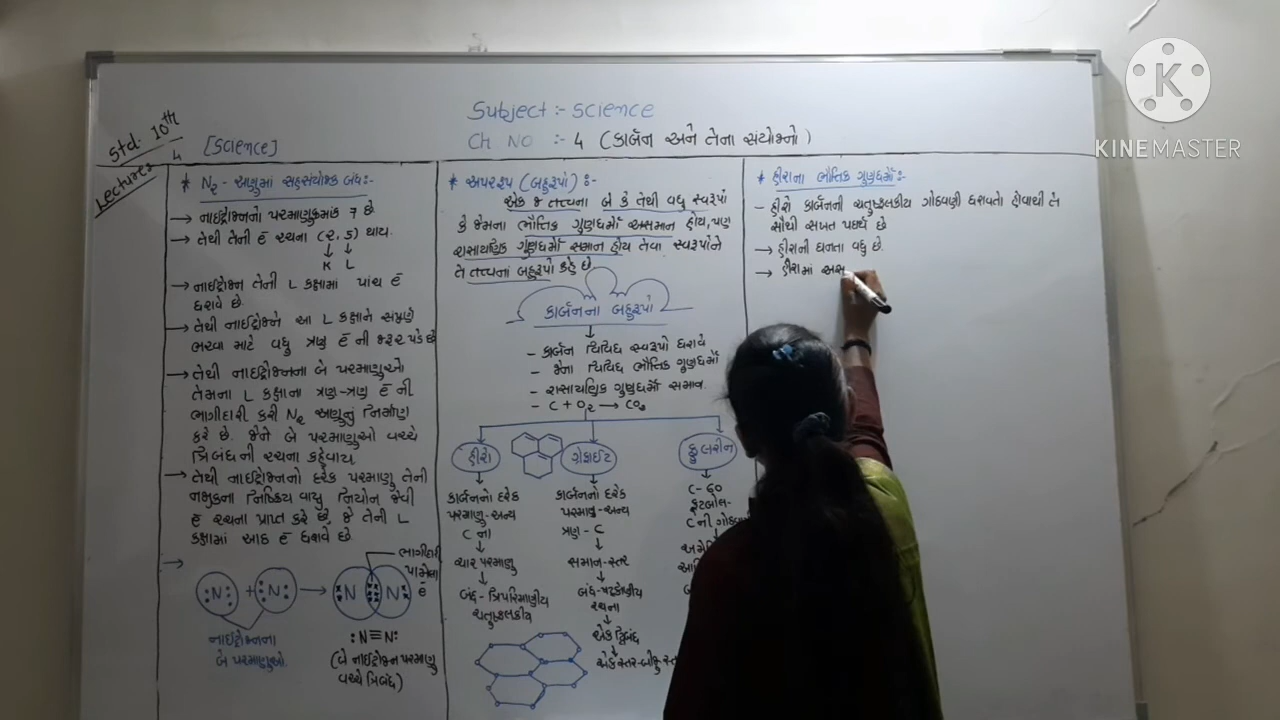 Subject :- Science
Ch No :- 4 (કાર્બન અને તેના સંયોજનો)
Std. 10th
Lectures 4
[Science]
* N₂ - અણુમાં સહસંયોજક બંધ:-
→ નાઈટ્રોજનનો પરમાણુક્રમાંક 7 છે
→ તેથી તેની ē રચના (2, 5) થાય.
↓ ↓
K L
→ નાઈટ્રોજન તેની L કક્ષામાં પાંચ ē
ધરાવે છે.
→ તેથી નાઈટ્રોજને આ L કક્ષાને સંપૂર્ણ
ભરવા માટે વધુ ત્રણ ē ની જરૂર પડે છે
→ તેથી નાઈટ્રોજનના બે પરમાણુઓ
તેમના L કક્ષાના ત્રણ-ત્રણ ē ની
ભાગીદારી કરી N₂ આણુનું નિર્માણ
કરે છે. જેને બે પરમાણુઓ વચ્ચે
ત્રિબંધ ની રચના કહેવાય.
→ તેથી નાઈટ્રોજનનો દરેક પરમાણુ તેની
નજીકના નિષ્ક્રિય વાયુ નિયોન જેવી
ē રચના પ્રાપ્ત કરે છે, જે તેની L
કક્ષામાં આઠ ē ધરાવે છે.
→
ભાગીદારી
પામેલા
ē
N + N → N N
નાઈટ્રોજનના
બે પરમાણુઓ.
:N≡N:
(બે નાઈટ્રોજન પરમાણુ
વચ્ચે ત્રિબંધ)
* અપરરૂપ (બહુરૂપો) :-
એક જ તત્ત્વના બે કે તેથી વધુ સ્વરૂપો
કે જેમના ભૌતિક ગુણધર્મો અસમાન હોય, પણ
રાસાયણિક ગુણધર્મો સમાન હોય તેવા સ્વરૂપોને
તે તત્ત્વનાં બહુરૂપો કહે છે
કાર્બનના બહુરૂપો
↓
- કાર્બન વિવિધ સ્વરૂપો ધરાવે
- જેના વિવિધ ભૌતિક ગુણધર્મો
- રાસાયણિક ગુણધર્મો સમાન.
- C + O₂ → CO₂
હીરો
કાર્બનનો દરેક
પરમાણુ-અન્ય
C ના
↓
ચાર પરમાણુ
↓
બંધ-ત્રિપરિમાણીય
ચતુષ્ફલકીય
ગ્રેફાઈટ
કાર્બનનો દરેક
પરમાણુ-અન્ય
ત્રણ-C
↓
સમાન-સ્તર
↓
બંધ-ષટ્કોણીય
રચના
↓
એક દ્વિબંધ
↓
એક સ્તર-બીજુ સ્ત
ફુલરીન
↓
C-60
ફૂટબોલ-
C ની ગોઠવ
* હીરાના ભૌતિક ગુણધર્મો:-
- હીરો કાર્બનની ચતુષ્ફલકીય ગોઠવણી ધરાવતો હોવાથી તે
સૌથી સખત પદાર્થ છે
→ હીરાની ઘનતા વધુ છે.
→ હીરામાં અસ
KINEMASTER